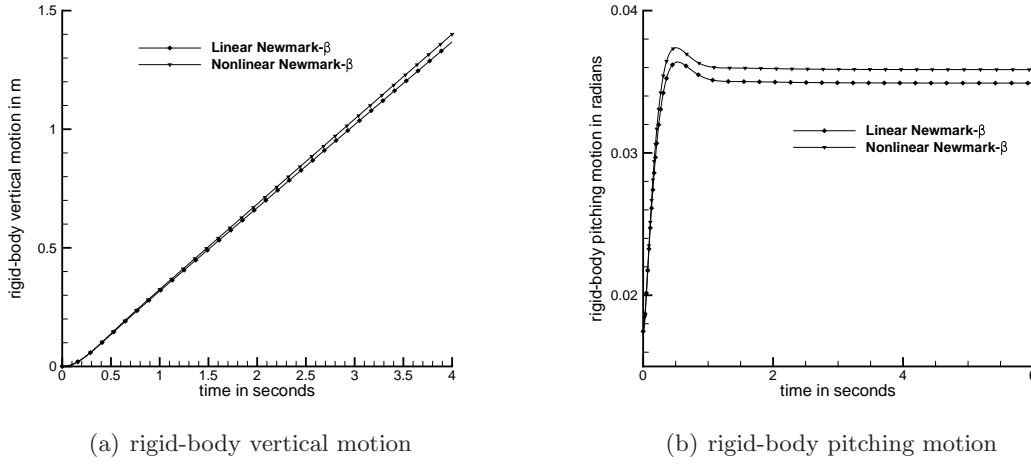 rigid-body vertical motion in m
1.5
1
0.5
0
Linear Newmark-β
Nonlinear Newmark-β
0 0.5 1 1.5 2 2.5 3 3.5 4
time in seconds
(a) rigid-body vertical motion
rigid-body pitching motion in radians
0.04
0.03
0.02
Linear Newmark-β
Nonlinear Newmark-β
0 2 4 6
time in seconds
(b) rigid-body pitching motion